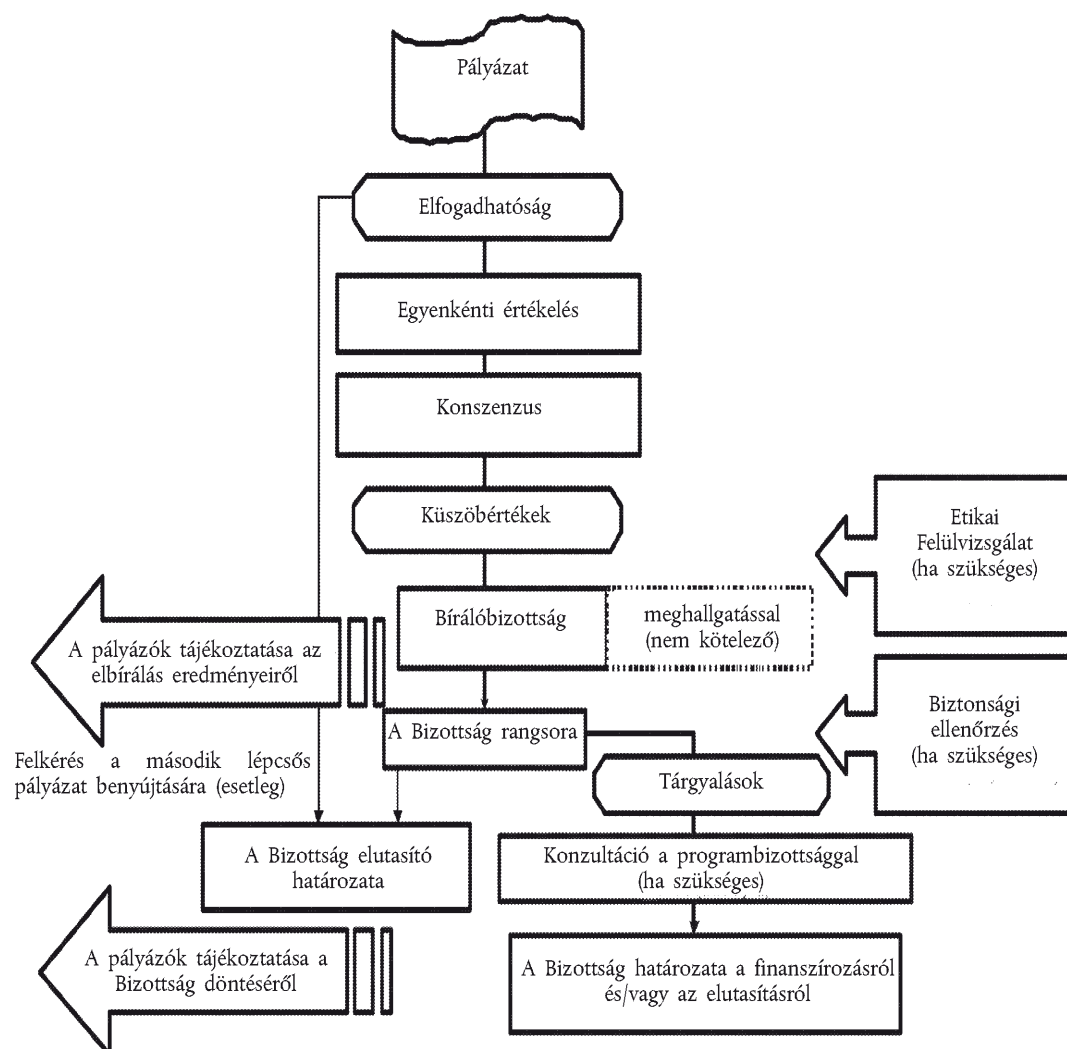 Pályázat
Elfogadhatóság
Egyenkénti értékelés
Konszenzus
Küszöbértékek
Etikai
Felülvizsgálat
(ha szükséges)
Bírálóbizottság
meghallgatással
(nem kötelező)
A pályázók tájékoztatása az
elbírálás eredményeiről
Biztonsági
ellenőrzés
(ha szükséges)
A Bizottság rangsora
Felkérés a második lépcsős
pályázat benyújtására (esetleg)
Tárgyalások
A Bizottság elutasító
határozata
Konzultáció a programbizottsággal
(ha szükséges)
A pályázók tájékoztatása a
Bizottság döntéséről
A Bizottság határozata a finanszírozásról
és/vagy az elutasításról